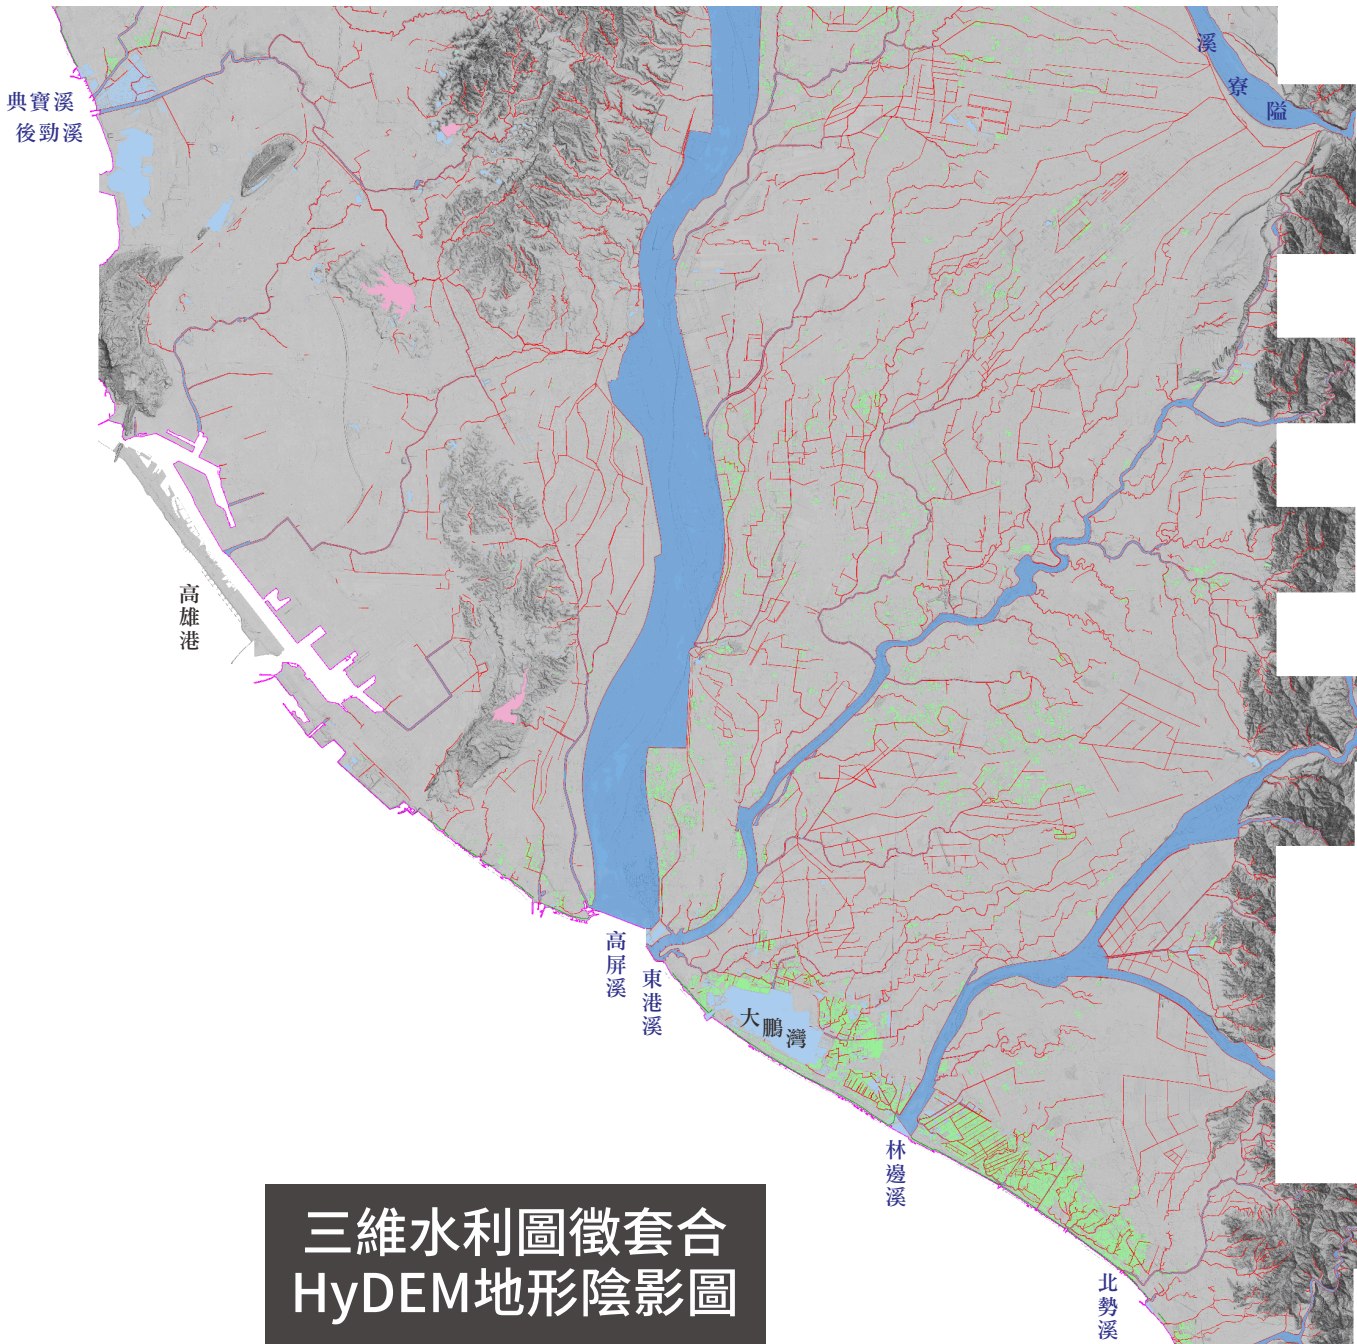 溪寮隘
典寶溪
後勁溪
高雄港
高屏溪
東港溪
大鵬灣
林邊溪
北勢溪
三維水利圖徵套合
HyDEM地形陰影圖